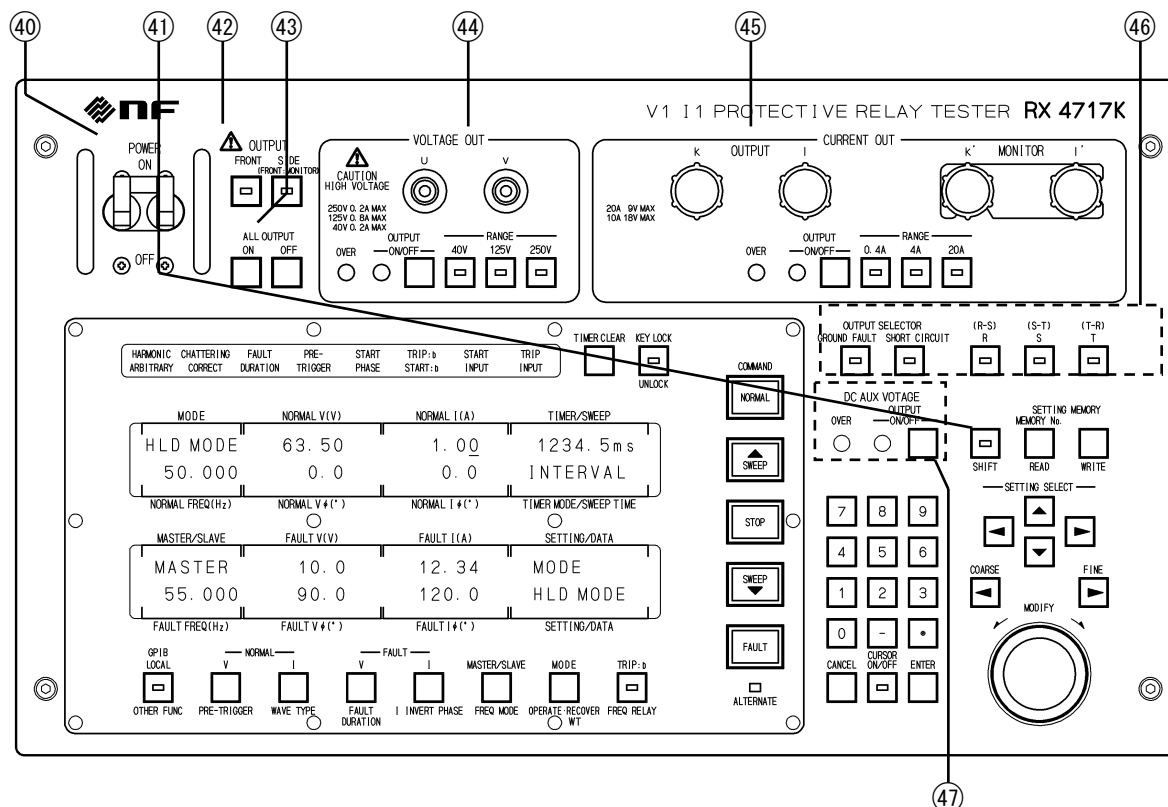 ㊵ ㊶ ㊷ ㊸ ㊹ ㊺ ㊻
nF
V1 I1 PROTECTIVE RELAY TESTER RX 4717K
POWER
ON
OFF
OUTPUT
FRONT SIDE
(FRONT:MONITOR)
ALL OUTPUT
ON OFF
VOLTAGE OUT
CAUTION
HIGH VOLTAGE
U V
250V 0.2A MAX
125V 0.8A MAX
40V 0.2A MAX
OVER
OUTPUT
ON/OFF
RANGE
40V 125V 250V
CURRENT OUT
K OUTPUT l K' MONITOR l'
20A 9V MAX
10A 18V MAX
OVER
OUTPUT
ON/OFF
RANGE
0.4A 4A 20A
HARMONIC CHATTERING FAULT PRE- START TRIP:b START TRIP
ARBITRARY CORRECT DURATION TRIGGER PHASE START:b INPUT INPUT
TIMER CLEAR KEY LOCK
UNLOCK
OUTPUT SELECTOR (R-S) (S-T) (T-R)
GROUND FAULT SHORT CIRCUIT R S T
DC AUX VOTAGE
OVER
OUTPUT
ON/OFF
SHIFT
SETTING MEMORY
MEMORY No.
READ WRITE
SETTING SELECT
COARSE FINE
MODIFY
COMMAND
NORMAL
SWEEP
STOP
SWEEP
FAULT
ALTERNATE
MODE NORMAL V(V) NORMAL I(A) TIMER/SWEEP
HLD MODE 63.50 1.00 1234.5ms
50.000 0.0 0.0 INTERVAL
NORMAL FREQ(Hz) NORMAL V ϕ(°) NORMAL I ϕ(°) TIMER MODE/SWEEP TIME
MASTER/SLAVE FAULT V(V) FAULT I(A) SETTING/DATA
MASTER 10.0 12.34 MODE
55.000 90.0 120.0 HLD MODE
FAULT FREQ(Hz) FAULT V ϕ(°) FAULT I ϕ(°) SETTING/DATA
GPIB NORMAL FAULT
LOCAL V I V I MASTER/SLAVE MODE TRIP:b
OTHER FUNC PRE-TRIGGER WAVE TYPE FAULT DURATION I INVERT PHASE FREQ MODE OPERATE·RECOVER WT FREQ RELAY
7 8 9
4 5 6
1 2 3
0 - •
CANCEL CURSOR ON/OFF ENTER
㊼